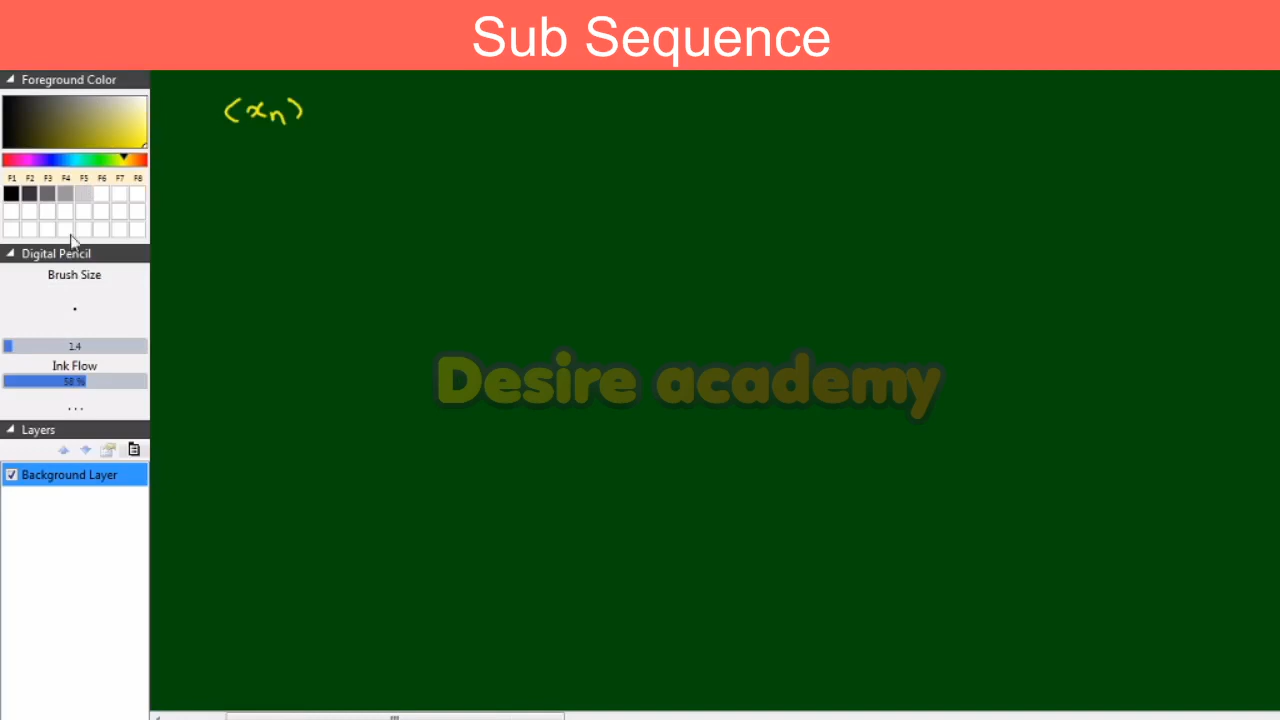 Sub Sequence
Foreground Color
(xn)
F1 F2 F3 F4 F5 F6 F7 F8
Digital Pencil
Brush Size
1.4
Ink Flow
58 %
...
Layers
Background Layer
Desire academy